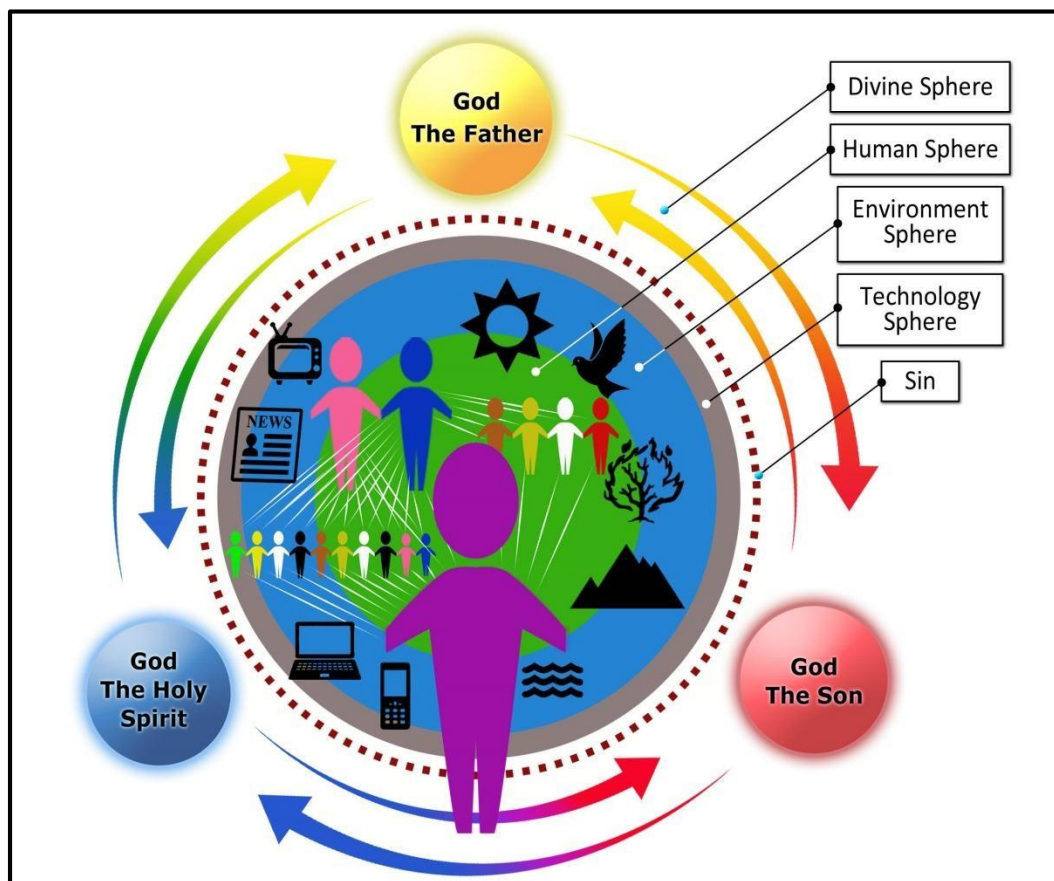 God
The Father
Divine Sphere
Human Sphere
Environment
Sphere
Technology
Sphere
Sin
NEWS
God
The Holy
Spirit
God
The Son